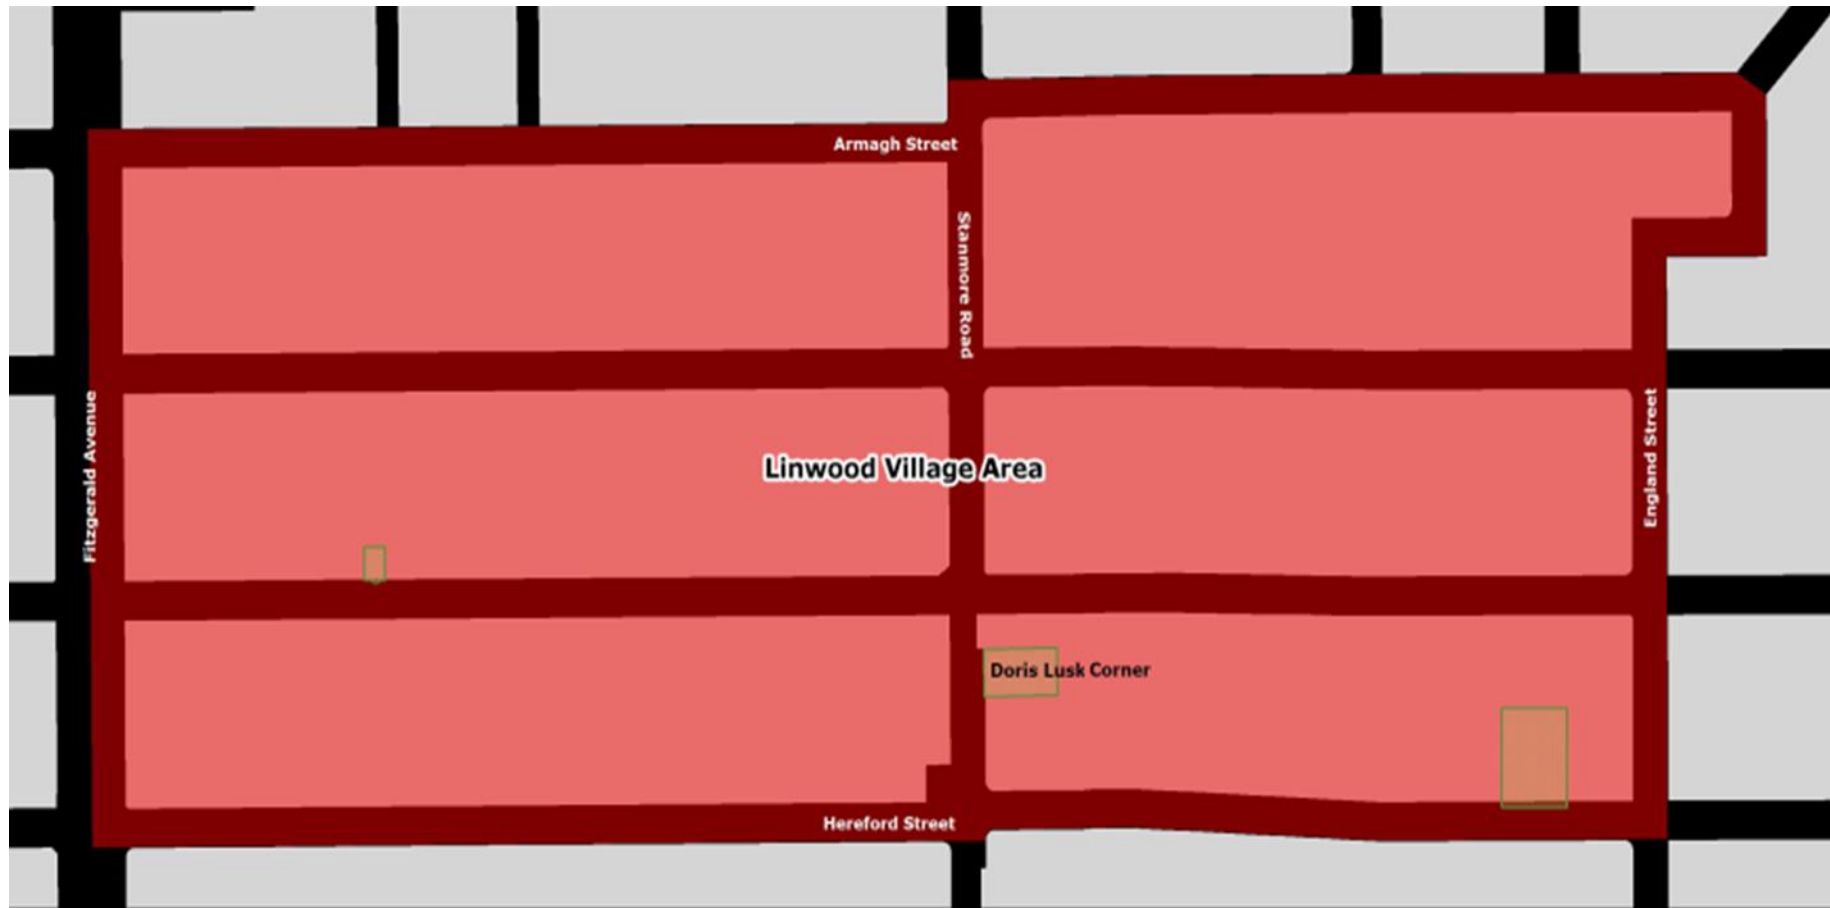 Armagh Street
Stanmore Road
Fitzgerald Avenue
Linwood Village Area
England Street
Doris Lusk Corner
Hereford Street